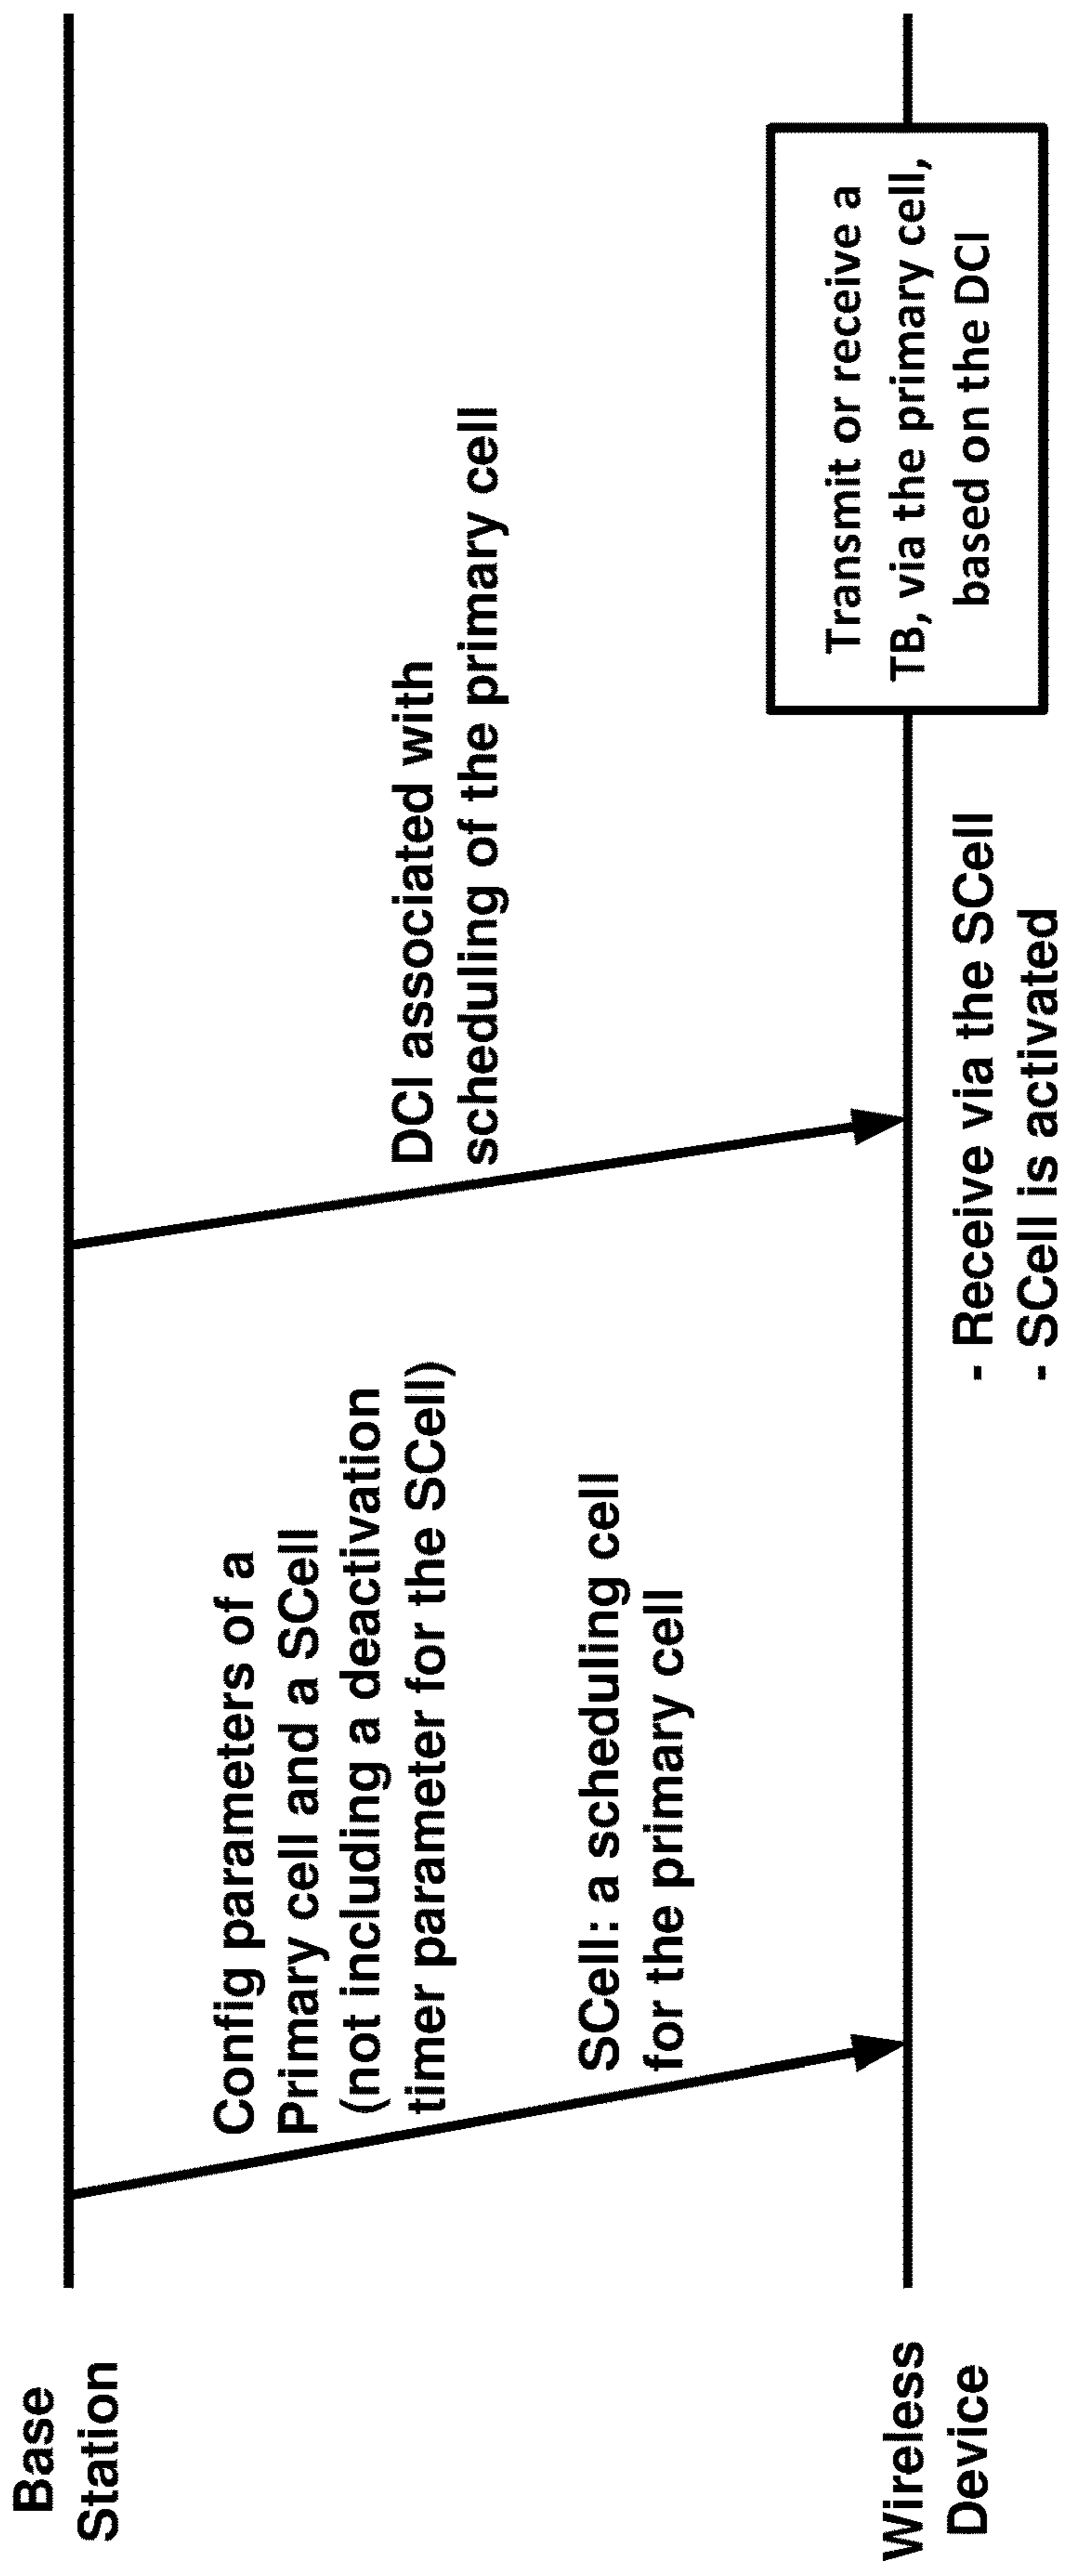 Base
Station
Config parameters of a
Primary cell and a SCell
(not including a deactivation
timer parameter for the SCell)
SCell: a scheduling cell
for the primary cell
DCI associated with
scheduling of the primary cell
Wireless
Device
- Receive via the SCell
- SCell is activated
Transmit or receive a
TB, via the primary cell,
based on the DCI